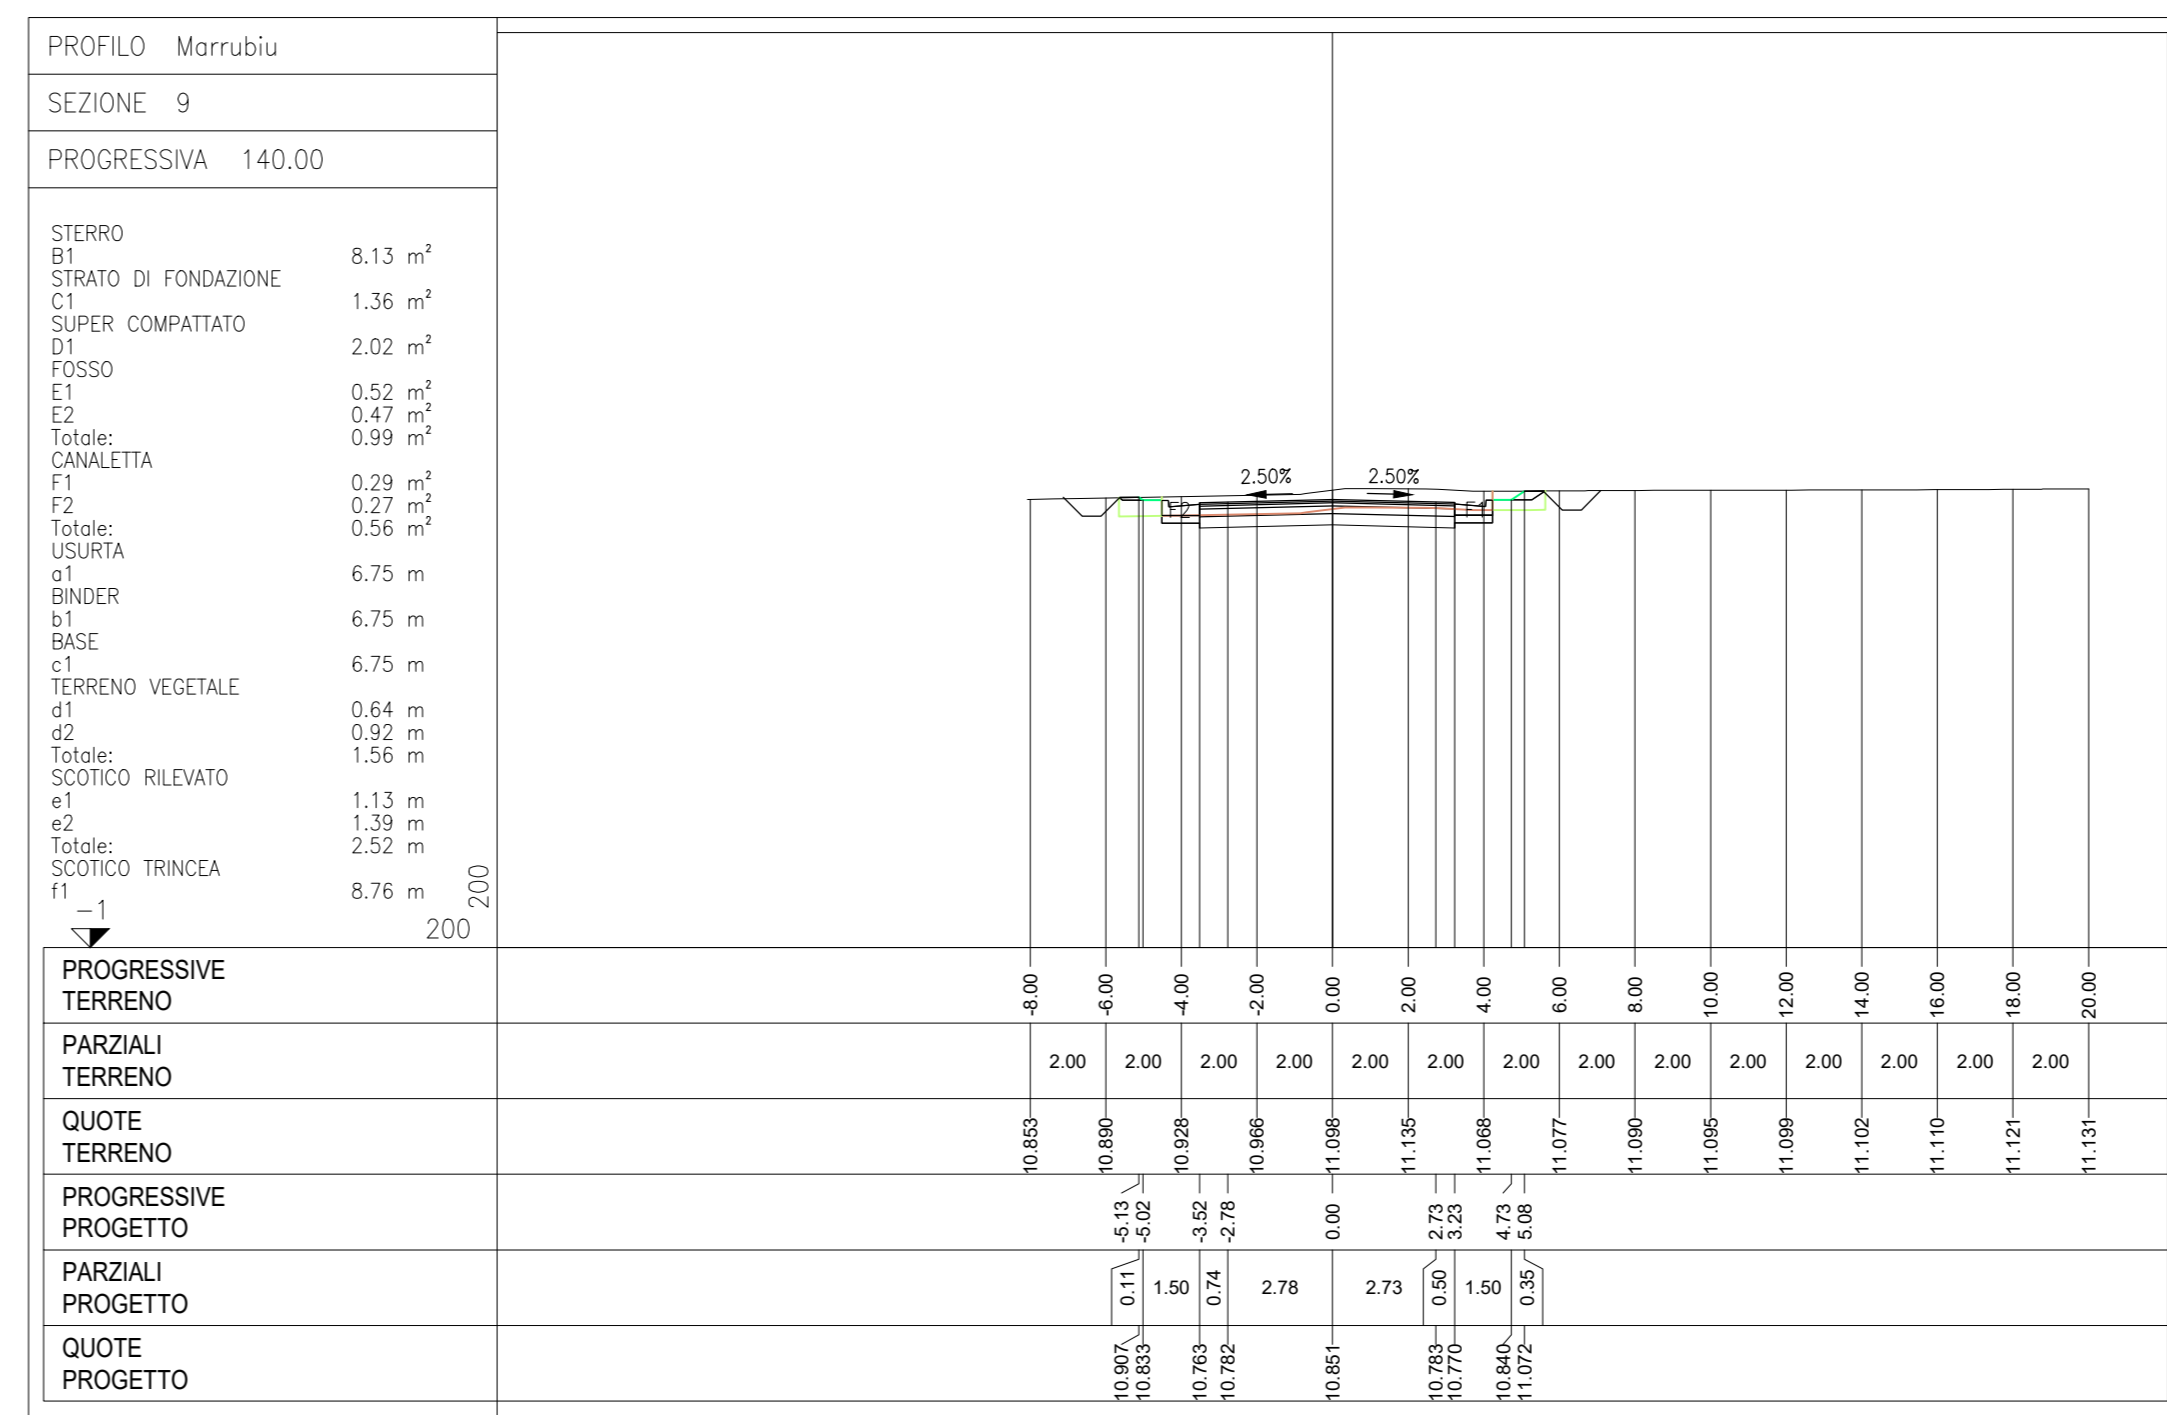 PROFILO Marrubiu
SEZIONE 9
PROGRESSIVA 140.00
STERRO
B1 8.13 m²
STRATO DI FONDAZIONE
C1 1.36 m²
SUPER COMPATTATO
D1 2.02 m²
FOSSO
E1 0.52 m²
E2 0.47 m²
Totale: 0.99 m²
CANALETTA
F1 0.29 m²
F2 0.27 m²
Totale: 0.56 m²
USURTA
a1 6.75 m
BINDER
b1 6.75 m
BASE
c1 6.75 m
TERRENO VEGETALE
d1 0.64 m
d2 0.92 m
Totale: 1.56 m
SCOTICO RILEVATO
e1 1.13 m
e2 1.39 m
Totale: 2.52 m
SCOTICO TRINCEA
f1 8.76 m
-1
200
200
2.50% 2.50%
PROGRESSIVE
TERRENO
-8.00 -6.00 -4.00 -2.00 0.00 2.00 4.00 6.00 8.00 10.00 12.00 14.00 16.00 18.00 20.00
PARZIALI
TERRENO
2.00 2.00 2.00 2.00 2.00 2.00 2.00 2.00 2.00 2.00 2.00 2.00 2.00 2.00
QUOTE
TERRENO
10.853 10.890 10.928 10.966 11.098 11.135 11.068 11.077 11.090 11.095 11.099 11.102 11.110 11.121 11.131
PROGRESSIVE
PROGETTO
-5.13 -5.02 -3.52 -2.78 0.00 2.73 3.23 4.73 5.08
PARZIALI
PROGETTO
0.11 1.50 0.74 2.78 2.73 0.50 1.50 0.35
QUOTE
PROGETTO
10.907 10.833 10.763 10.782 10.851 10.783 10.770 10.840 11.072